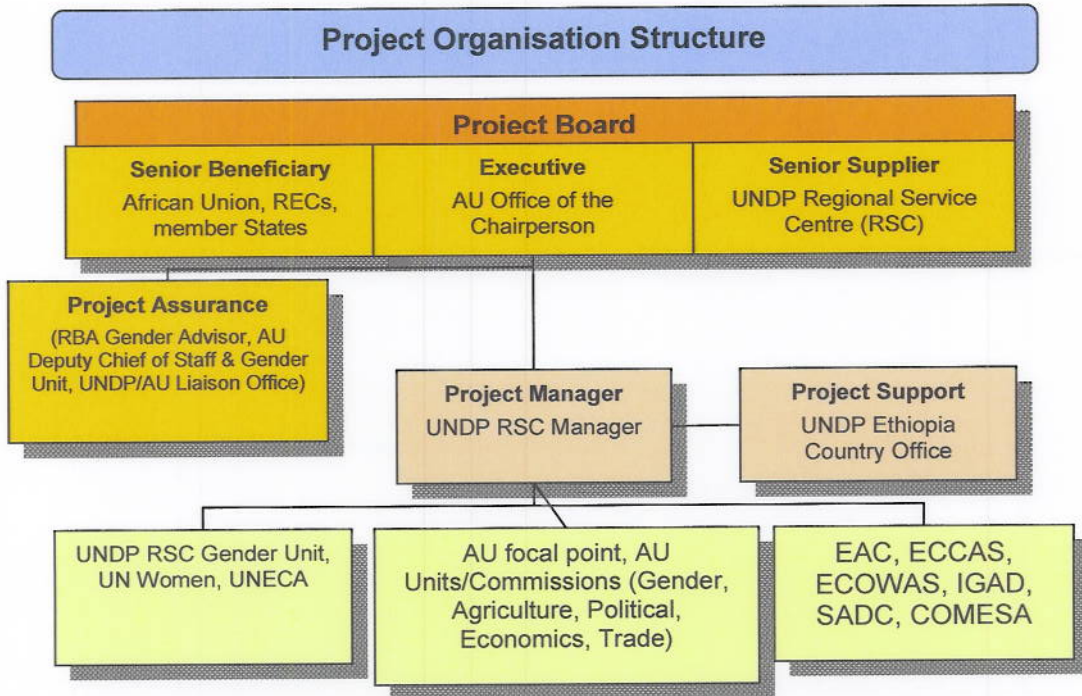 Project Organisation Structure
Project Board
Senior Beneficiary
African Union, RECs,
member States
Executive
AU Office of the
Chairperson
Senior Supplier
UNDP Regional Service
Centre (RSC)
Project Assurance
(RBA Gender Advisor, AU
Deputy Chief of Staff & Gender
Unit, UNDP/AU Liaison Office)
Project Manager
UNDP RSC Manager
Project Support
UNDP Ethiopia
Country Office
UNDP RSC Gender Unit,
UN Women, UNECA
AU focal point, AU
Units/Commissions (Gender,
Agriculture, Political,
Economics, Trade)
EAC, ECCAS,
ECOWAS, IGAD,
SADC, COMESA